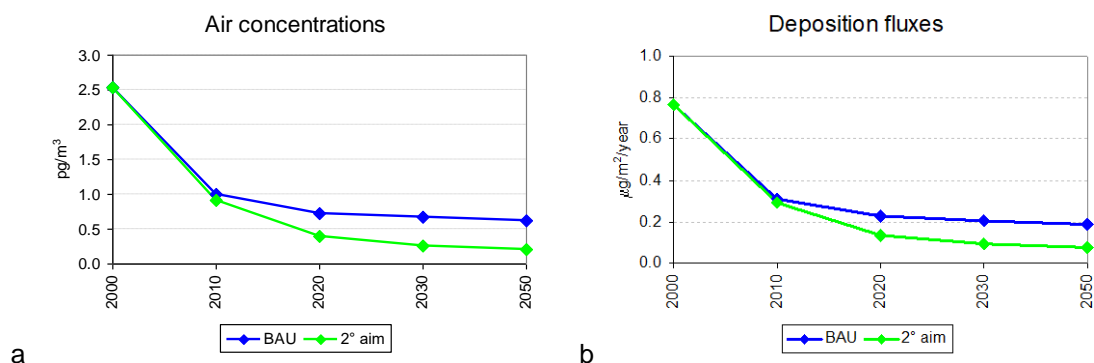 Air concentrations
3.0
2.5
2.0
1.5
1.0
0.5
0.0
pg/m³
2000
2010
2020
2030
2050
BAU
2° aim
a
Deposition fluxes
1.0
0.8
0.6
0.4
0.2
0.0
µg/m²/year
2000
2010
2020
2030
2050
BAU
2° aim
b